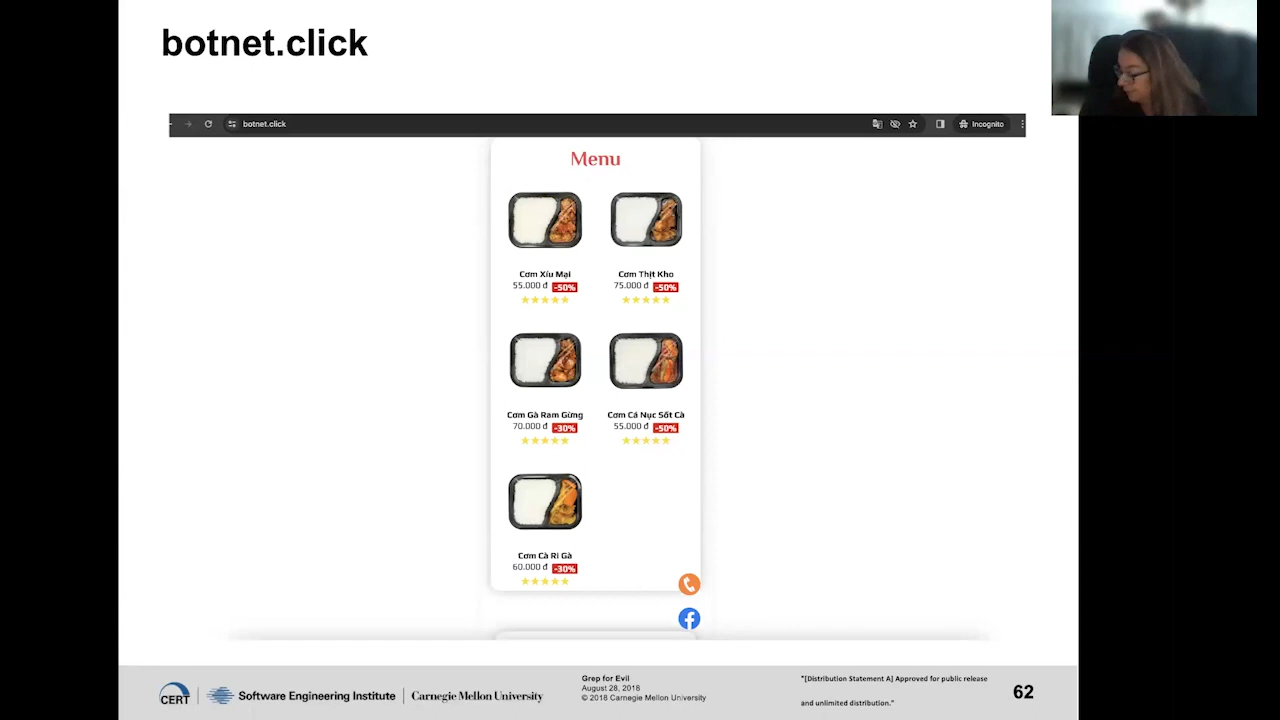 botnet.click
botnet.click
Incognito
Menu
Cơm Xíu Mại
55.000 đ -50%
Cơm Thịt Kho
75.000 đ -50%
Cơm Gà Ram Gừng
70.000 đ -30%
Cơm Cá Nục Sốt Cà
55.000 đ -50%
Cơm Cà Ri Gà
60.000 đ -30%
CERT
Software Engineering Institute
Carnegie Mellon University
Grep for Evil
August 28, 2018
© 2018 Carnegie Mellon University
"[Distribution Statement A] Approved for public release
and unlimited distribution."
62